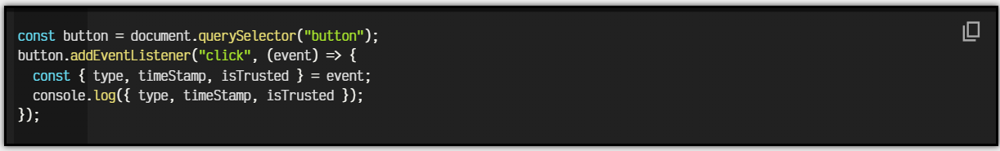 const button = document.querySelector("button");
button.addEventListener("click", (event) => {
  const { type, timeStamp, isTrusted } = event;
  console.log({ type, timeStamp, isTrusted });
});